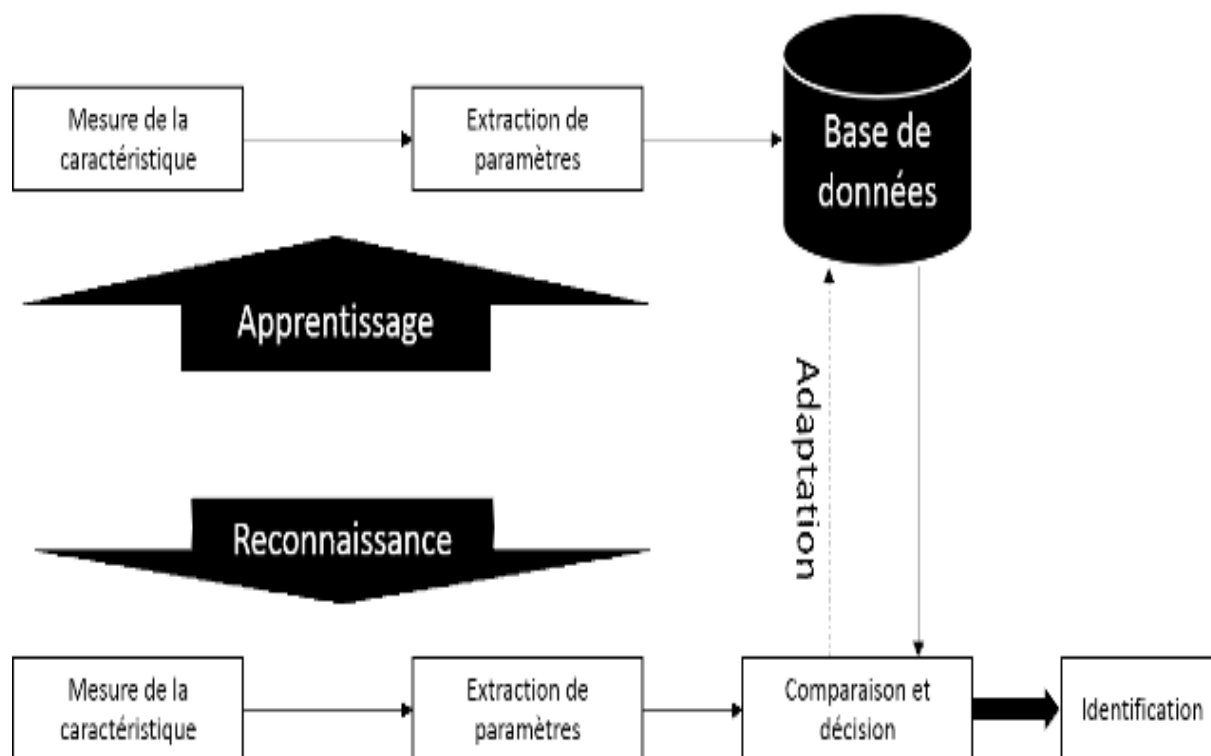 Mesure de la
caractéristique
Extraction de
paramètres
Base de
données
Apprentissage
Adaptation
Reconnaissance
Mesure de la
caractéristique
Extraction de
paramètres
Comparaison et
décision
Identification